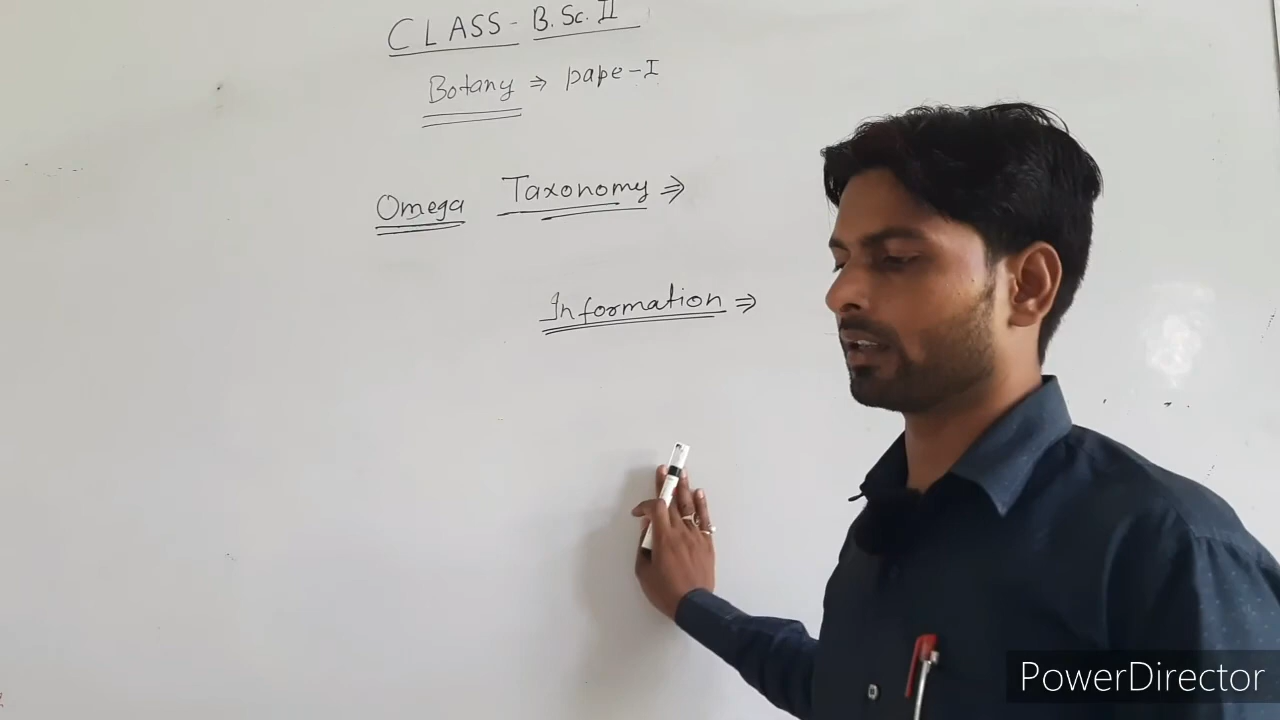 CLASS - B.Sc. II
Botany ⇒ pape - I
Omega Taxonomy ⇒
Information ⇒
PowerDirector